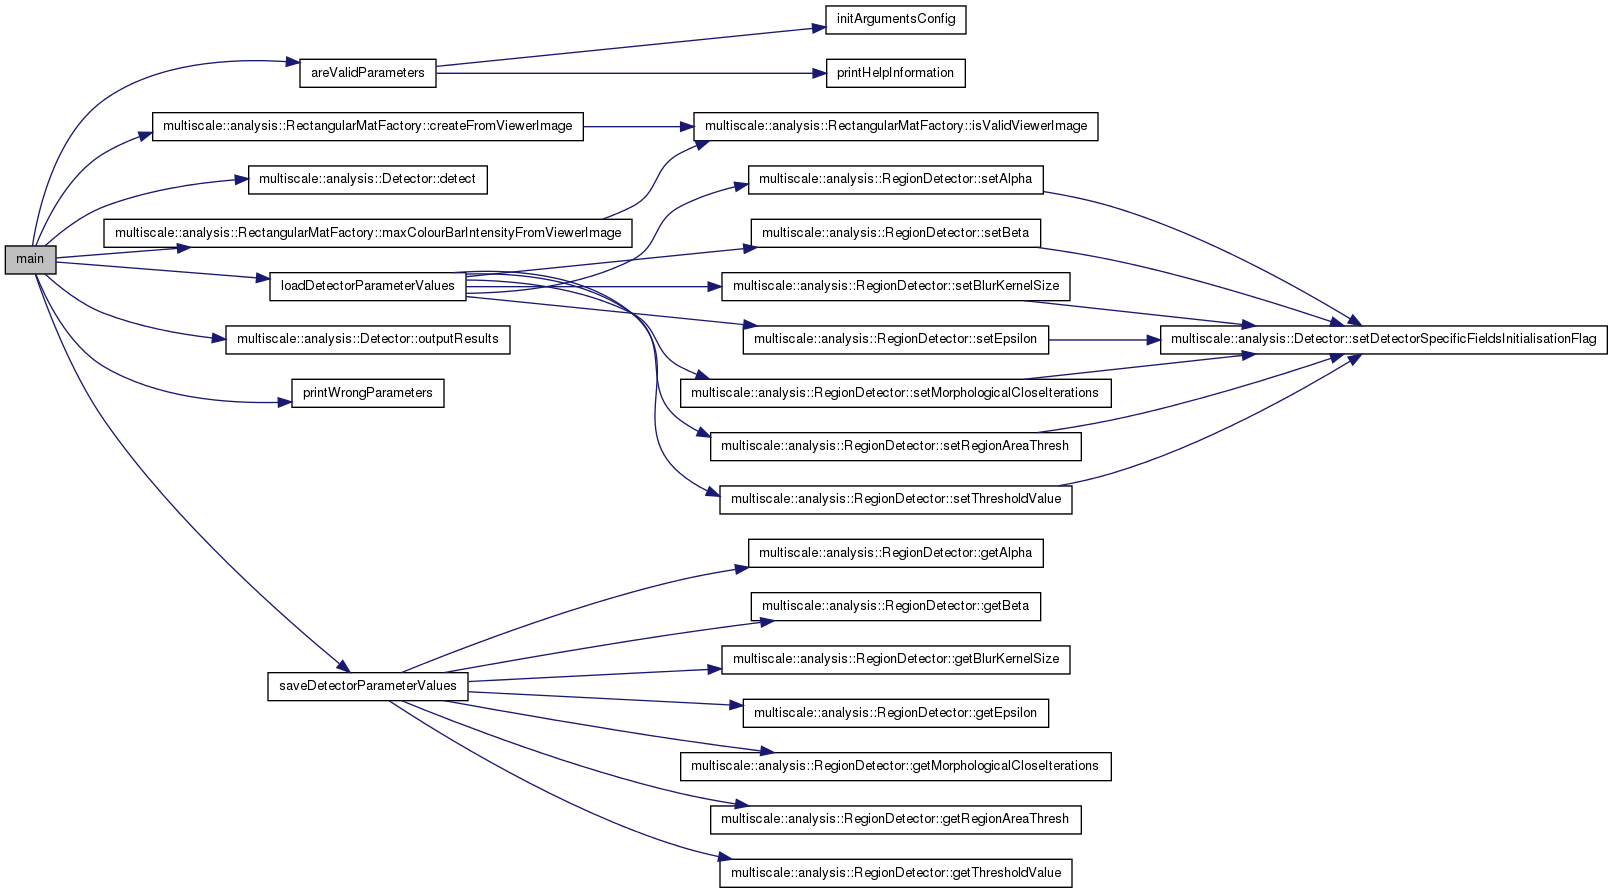 initArgumentsConfig
areValidParameters
printHelpInformation
multiscale::analysis::RectangularMatFactory::createFromViewerImage
multiscale::analysis::RectangularMatFactory::isValidViewerImage
multiscale::analysis::Detector::detect
multiscale::analysis::RegionDetector::setAlpha
multiscale::analysis::RectangularMatFactory::maxColourBarIntensityFromViewerImage
multiscale::analysis::RegionDetector::setBeta
main
loadDetectorParameterValues
multiscale::analysis::RegionDetector::setBlurKernelSize
multiscale::analysis::Detector::outputResults
multiscale::analysis::RegionDetector::setEpsilon
multiscale::analysis::Detector::setDetectorSpecificFieldsInitialisationFlag
printWrongParameters
multiscale::analysis::RegionDetector::setMorphologicalCloseIterations
multiscale::analysis::RegionDetector::setRegionAreaThresh
multiscale::analysis::RegionDetector::setThresholdValue
multiscale::analysis::RegionDetector::getAlpha
multiscale::analysis::RegionDetector::getBeta
multiscale::analysis::RegionDetector::getBlurKernelSize
saveDetectorParameterValues
multiscale::analysis::RegionDetector::getEpsilon
multiscale::analysis::RegionDetector::getMorphologicalCloseIterations
multiscale::analysis::RegionDetector::getRegionAreaThresh
multiscale::analysis::RegionDetector::getThresholdValue